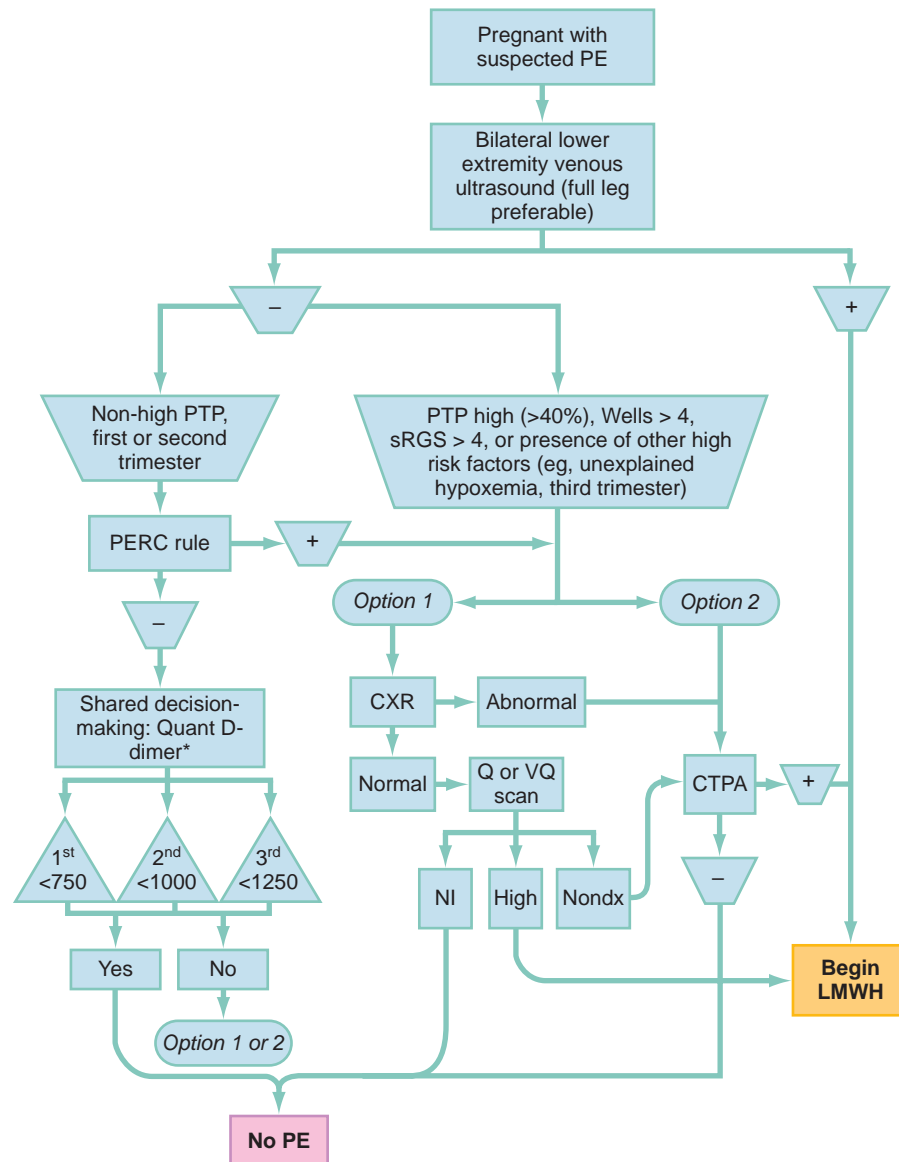 Pregnant with
suspected PE
Bilateral lower
extremity venous
ultrasound (full leg
preferable)
–
+
Non-high PTP,
first or second
trimester
PTP high (>40%), Wells > 4,
sRGS > 4, or presence of other high
risk factors (eg, unexplained
hypoxemia, third trimester)
PERC rule
+
–
Option 1
Option 2
Shared decision-
making: Quant D-
dimer*
CXR
Abnormal
Normal
Q or VQ
scan
CTPA
+
1st
<750
2nd
<1000
3rd
<1250
Nl
High
Nondx
–
Yes
No
Begin
LMWH
Option 1 or 2
No PE